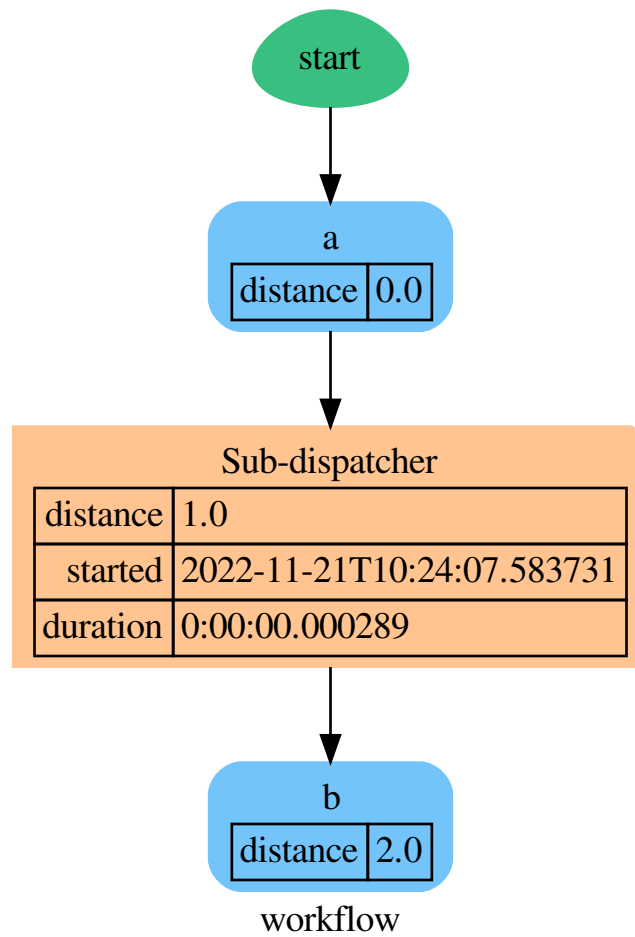 start
a
distance 0.0
Sub-dispatcher
distance 1.0
started 2022-11-21T10:24:07.583731
duration 0:00:00.000289
b
distance 2.0
workflow